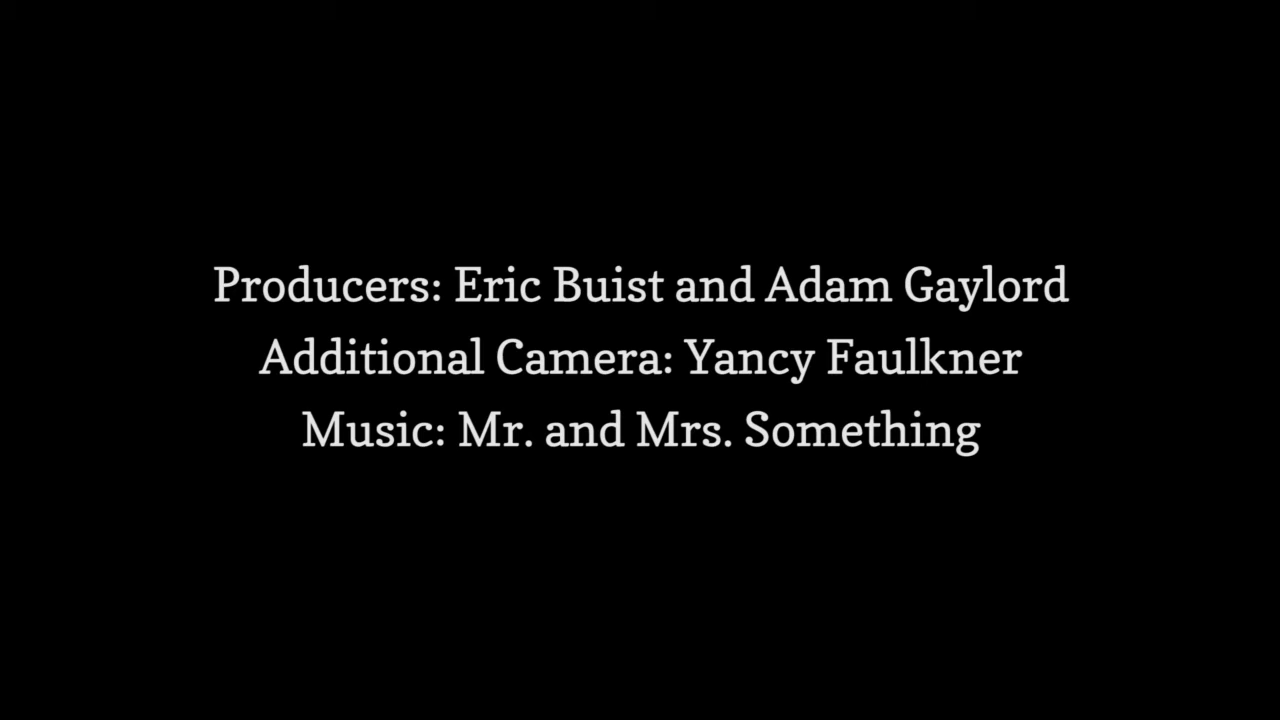 Producers: Eric Buist and Adam Gaylord
Additional Camera: Yancy Faulkner
Music: Mr. and Mrs. Something